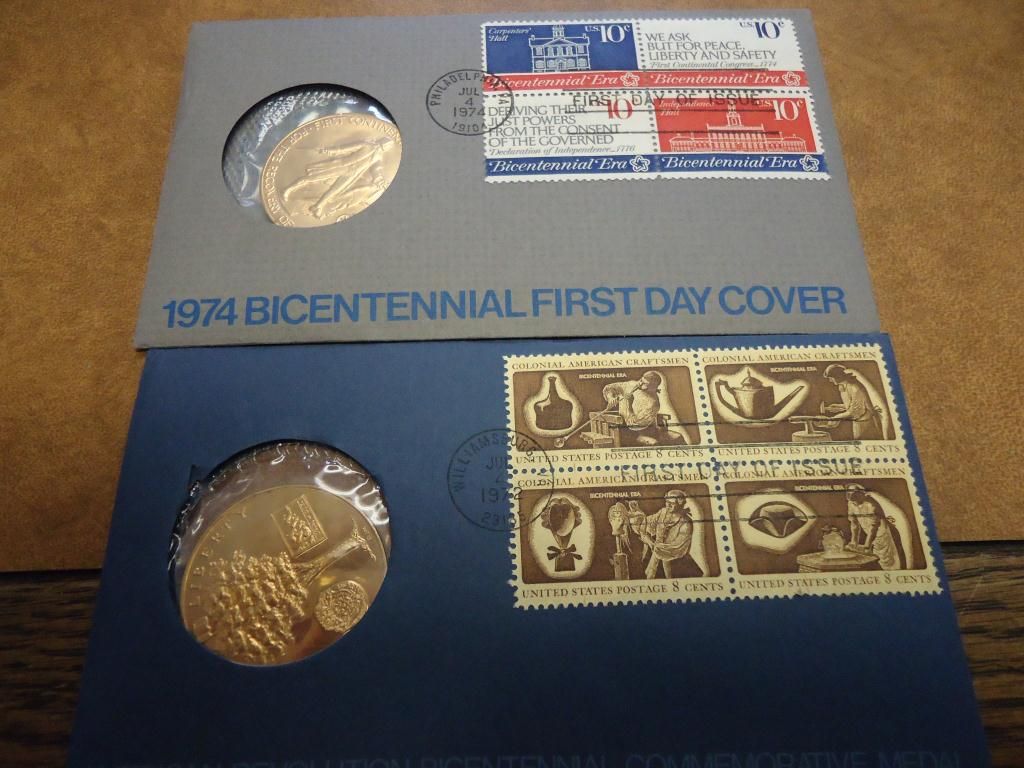 Carpenters' Hall
U.S. 10c
U.S. 10c
WE ASK
BUT FOR PEACE,
LIBERTY AND SAFETY
First Continental Congress, 1774
Bicentennial Era
Bicentennial Era
PHILADELPHIA, PA
JUL
4
1974
FIRST DAY OF ISSUE
DERIVING THEIR
JUST POWERS
FROM THE CONSENT
OF THE GOVERNED
Declaration of Independence, 1776
10c
Independence Hall
U.S. 10c
Bicentennial Era
Bicentennial Era
FIRST
1974 BICENTENNIAL FIRST DAY COVER
COLONIAL AMERICAN CRAFTSMEN
BICENTENNIAL ERA
UNITED STATES POSTAGE 8 CENTS
COLONIAL AMERICAN CRAFTSMEN
BICENTENNIAL ERA
UNITED STATES POSTAGE 8 CENTS
WILLIAMSBURG
1972
FIRST DAY OF ISSUE
COLONIAL AMERICAN CRAFTSMEN
BICENTENNIAL ERA
UNITED STATES POSTAGE 8 CENTS
COLONIAL AMERICAN CRAFTSMEN
BICENTENNIAL ERA
UNITED STATES POSTAGE 8 CENTS
LIBERTY
REVOLUTION BICENTENNIAL COMMEMORATIVE MEDAL